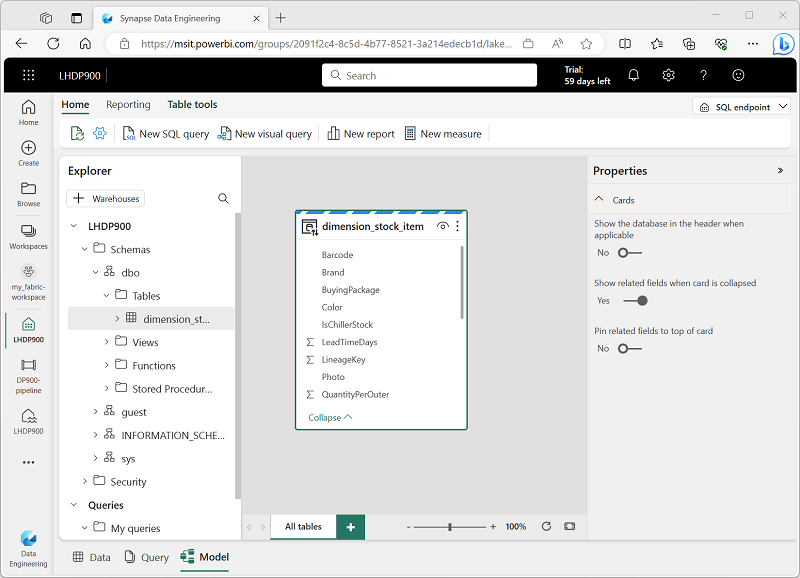 Synapse Data Engineering
https://msit.powerbi.com/groups/2091f2c4-8c5d-4b77-8521-3a214edecb1d/lake...
LHDP900
Search
Trial:
59 days left
Home
Create
Browse
Workspaces
my_fabric-
workspace
LHDP900
DP900-
pipeline
LHDP900
Data
Engineering
Home
Reporting
Table tools
SQL endpoint
New SQL query
New visual query
New report
New measure
Explorer
Warehouses
LHDP900
Schemas
dbo
Tables
dimension_st...
Views
Functions
Stored Procedur...
guest
INFORMATION_SCHE...
sys
Security
Queries
My queries
dimension_stock_item
Barcode
Brand
BuyingPackage
Color
IsChillerStock
LeadTimeDays
LineageKey
Photo
QuantityPerOuter
Collapse
Properties
Cards
Show the database in the header when
applicable
No
Show related fields when card is collapsed
Yes
Pin related fields to top of card
No
All tables
100%
Data
Query
Model